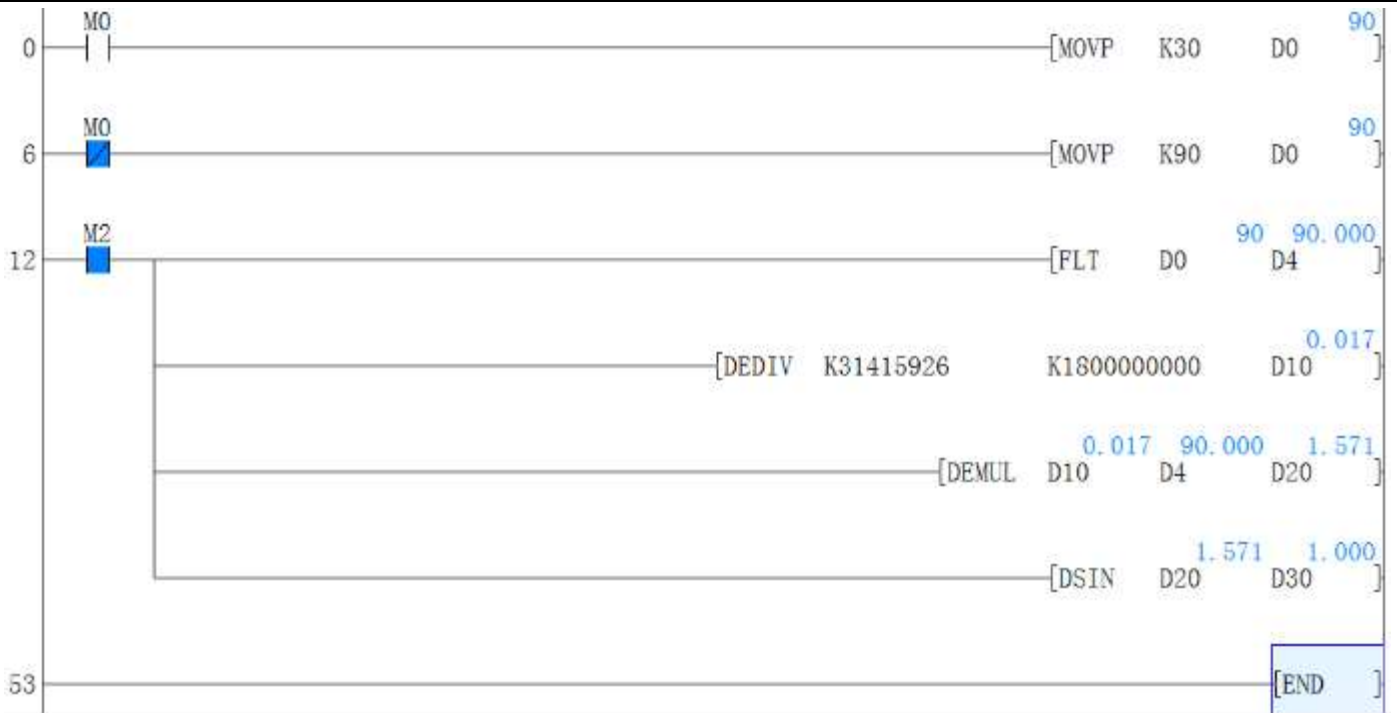 M0 90
0 [MOVP K30 D0 ]
M0 90
6 [MOVP K90 D0 ]
M2 90 90.000
12 [FLT D0 D4 ]
0.017
[DEDIV K31415926 K1800000000 D10 ]
0.017 90.000 1.571
[DEMUL D10 D4 D20 ]
1.571 1.000
[DSIN D20 D30 ]
53 [END ]